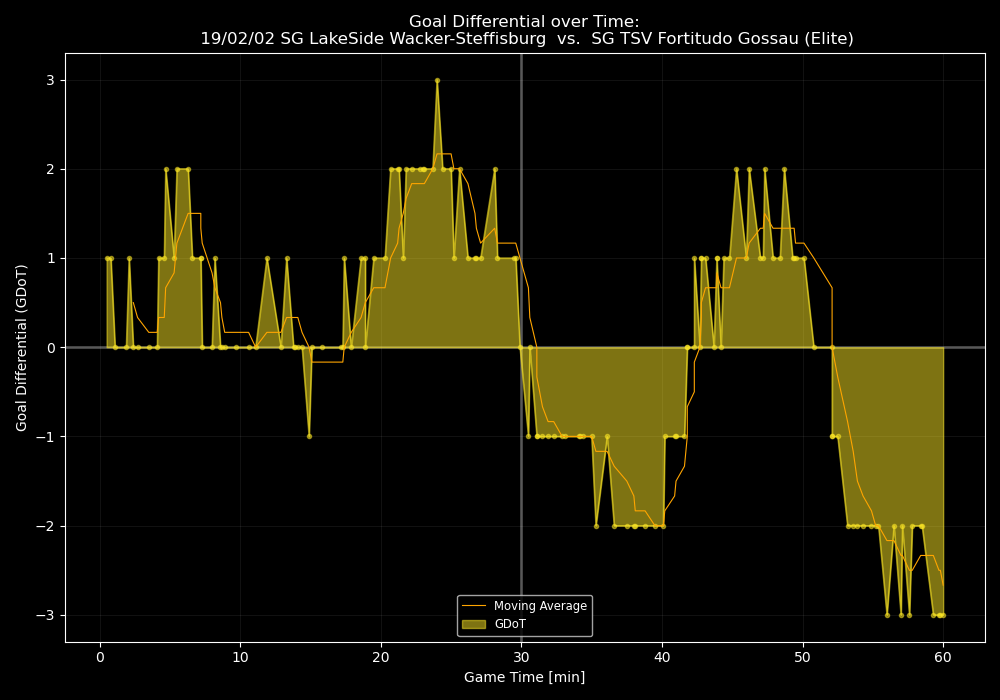 Goal Differential over Time:
19/02/02 SG LakeSide Wacker-Steffisburg  vs.  SG TSV Fortitudo Gossau (Elite)
Goal Differential (GDoT)
3
2
1
0
−1
−2
−3
Moving Average
GDoT
0 10 20 30 40 50 60
Game Time [min]